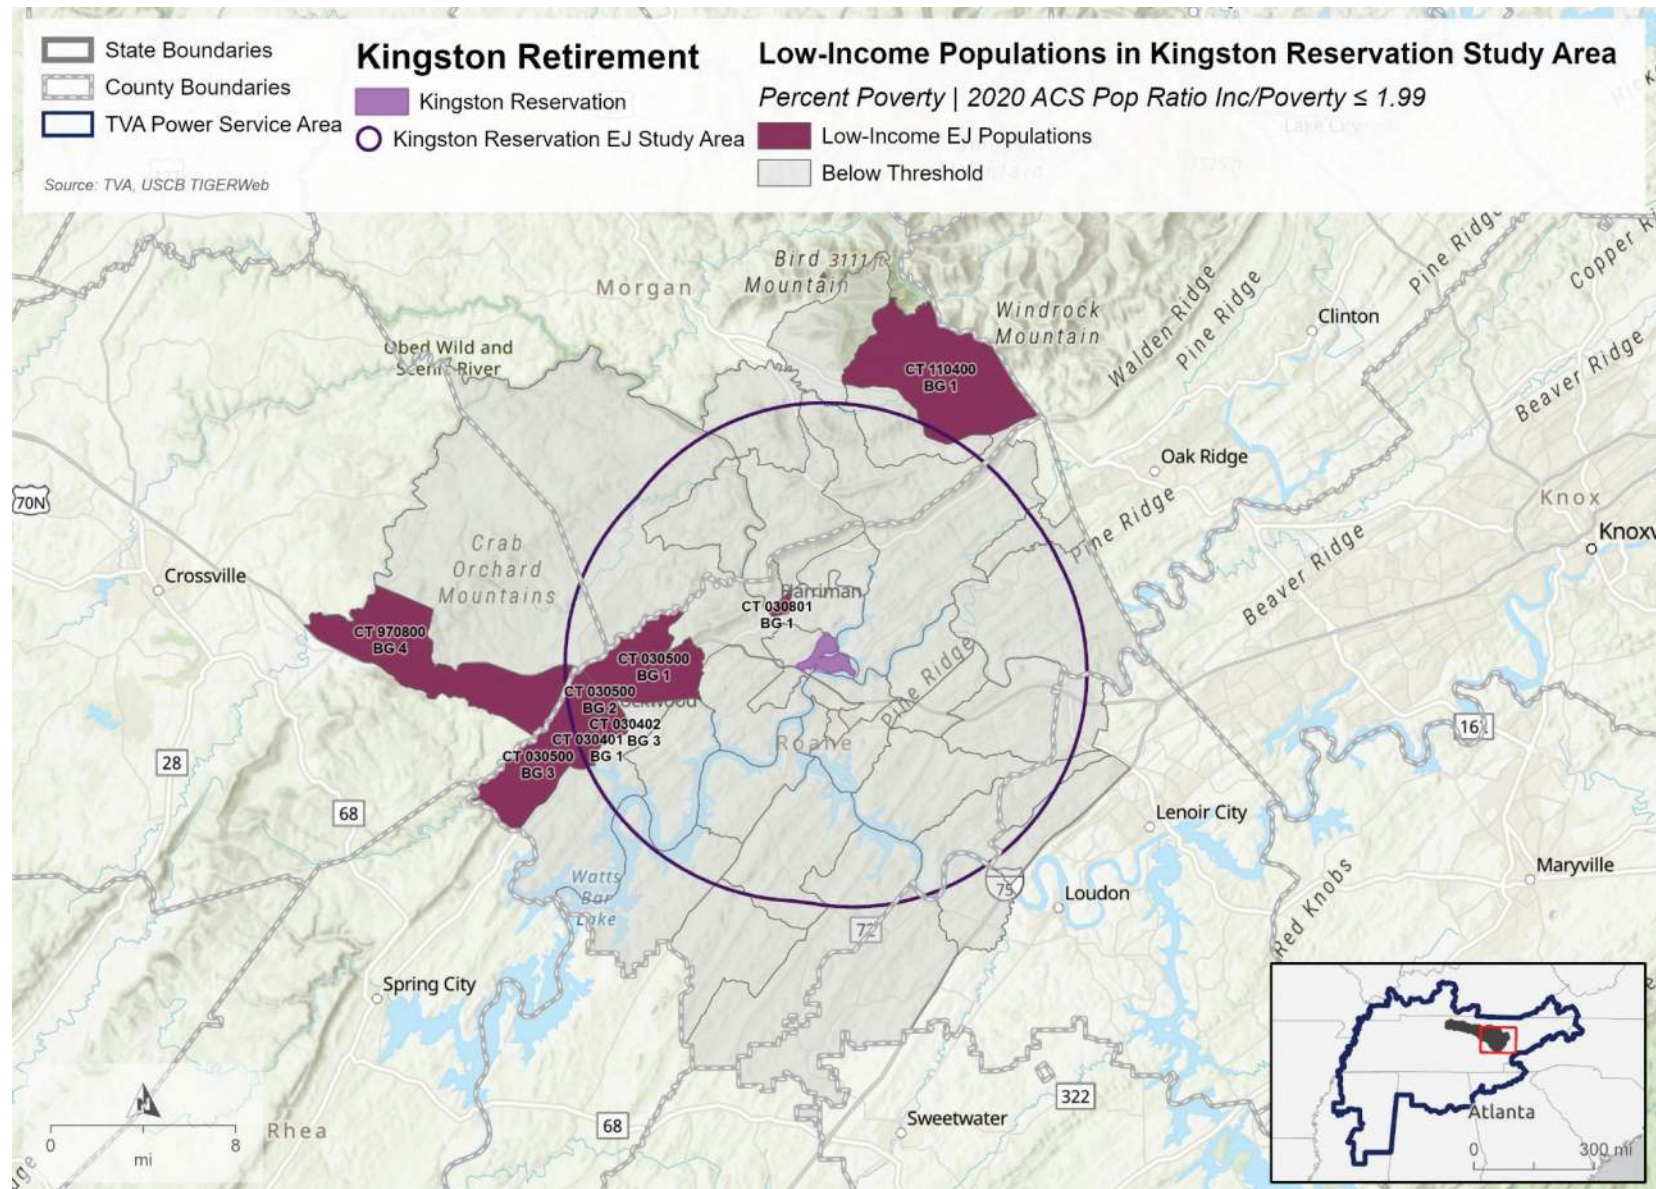 State Boundaries
County Boundaries
TVA Power Service Area
Source: TVA, USCB TIGERWeb
Kingston Retirement
Kingston Reservation
Kingston Reservation EJ Study Area
Low-Income Populations in Kingston Reservation Study Area
Percent Poverty | 2020 ACS Pop Ratio Inc/Poverty ≤ 1.99
Low-Income EJ Populations
Below Threshold
Lake City
Pine Ridge
Bird 3111 ft
Mountain
Morgan
Windrock
Mountain
Walden Ridge
Pine Ridge
Clinton
Obed Wild and
Scenic River
Beaver Ridge
CT 110400
BG 1
Oak Ridge
70N
Knox
Pine Ridge
Crab
Orchard
Mountains
Crossville
Beaver Ridge
Harriman
CT 030801
BG 1
CT 970800
BG 4
CT 030500
BG 1
CT 030500
BG 2
Pine Ridge
CT 030402
BG 3
CT 030401
BG 1
CT 030500
BG 3
Roane
28
68
Lenoir City
Maryville
Watts
Bar
Lake
75
Loudon
Red Knobs
72
Spring City
322
Sweetwater
68
Rhea
N
0 8
mi
Atlanta
0 300 mi